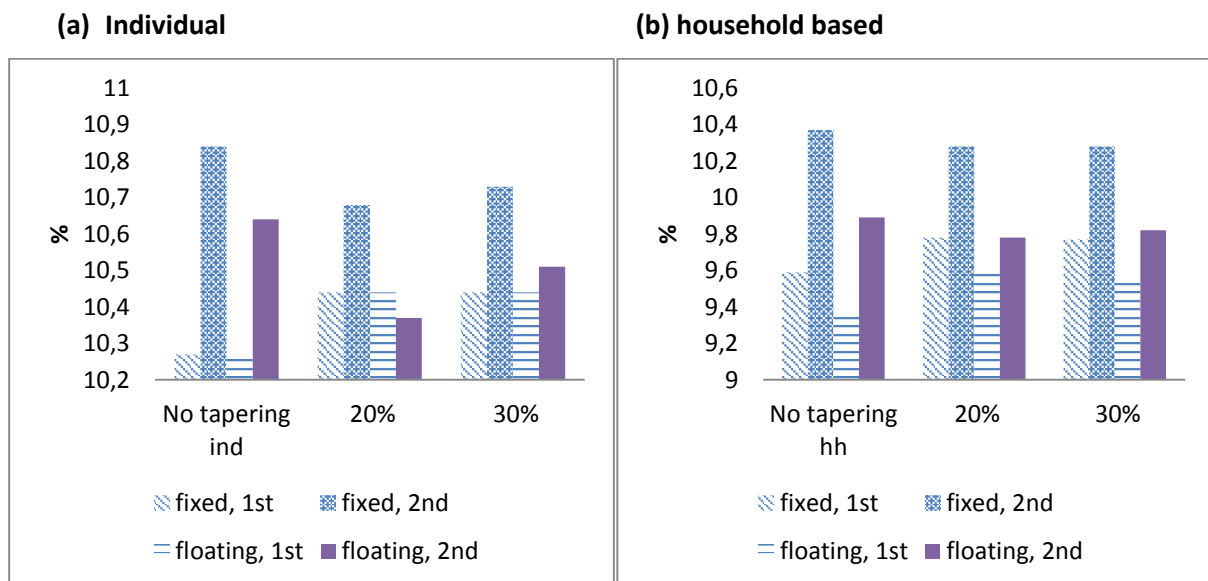 (a) Individual
%
11
10,9
10,8
10,7
10,6
10,5
10,4
10,3
10,2
No tapering
ind
20%
30%
fixed, 1st
fixed, 2nd
floating, 1st
floating, 2nd
(b) household based
%
10,6
10,4
10,2
10
9,8
9,6
9,4
9,2
9
No tapering
hh
20%
30%
fixed, 1st
fixed, 2nd
floating, 1st
floating, 2nd